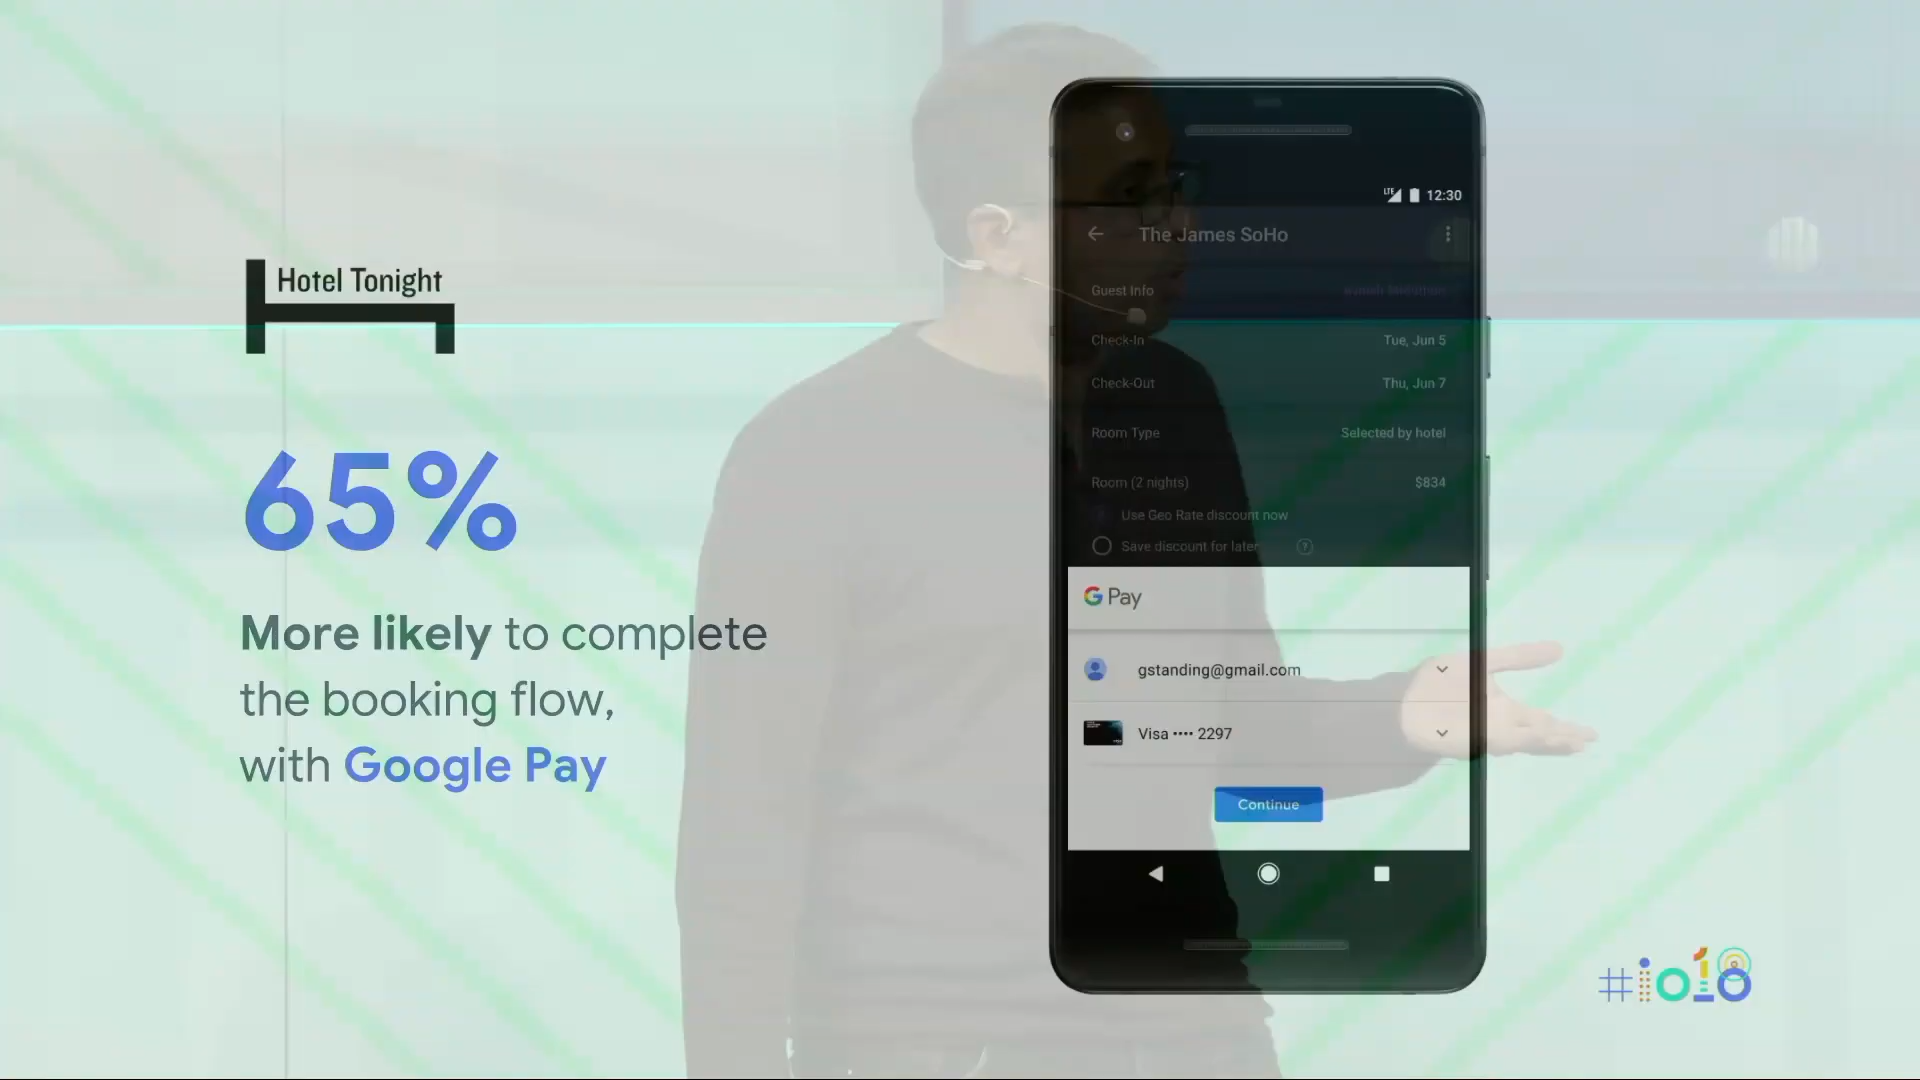 Hotel Tonight
65%
More likely to complete
the booking flow,
with Google Pay
LTE 12:30
The James SoHo
Guest Info
Check-In Tue, Jun 5
Check-Out Thu, Jun 7
Room Type Selected by hotel
Room (2 nights) $834
Use Geo Rate discount now
Save discount for later ?
G Pay
gstanding@gmail.com
Visa •••• 2297
Continue
#io18